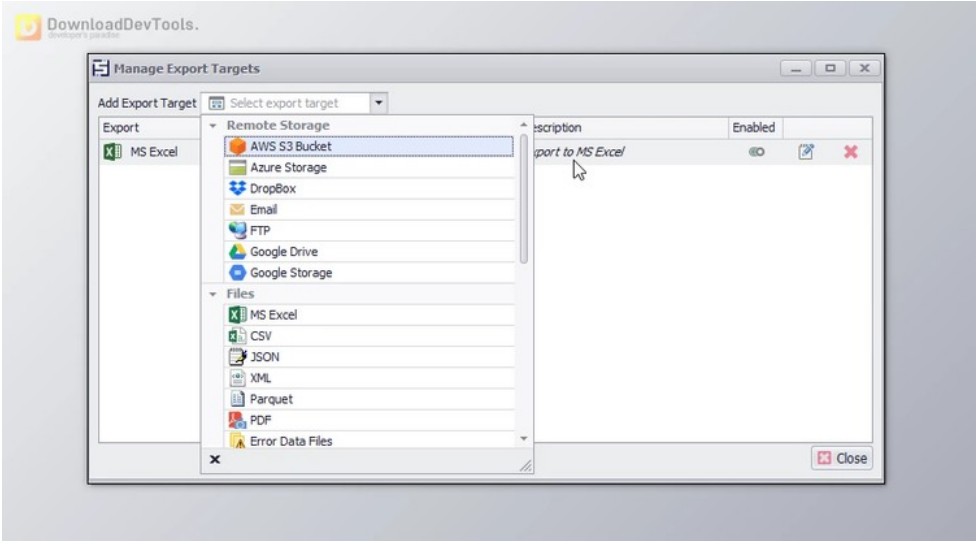 DownloadDevTools.
developer's paradise
Manage Export Targets
Add Export Target Select export target
Export escription Enabled
MS Excel xport to MS Excel
Remote Storage
AWS S3 Bucket
Azure Storage
DropBox
Email
FTP
Google Drive
Google Storage
Files
MS Excel
CSV
JSON
XML
Parquet
PDF
Error Data Files
Close